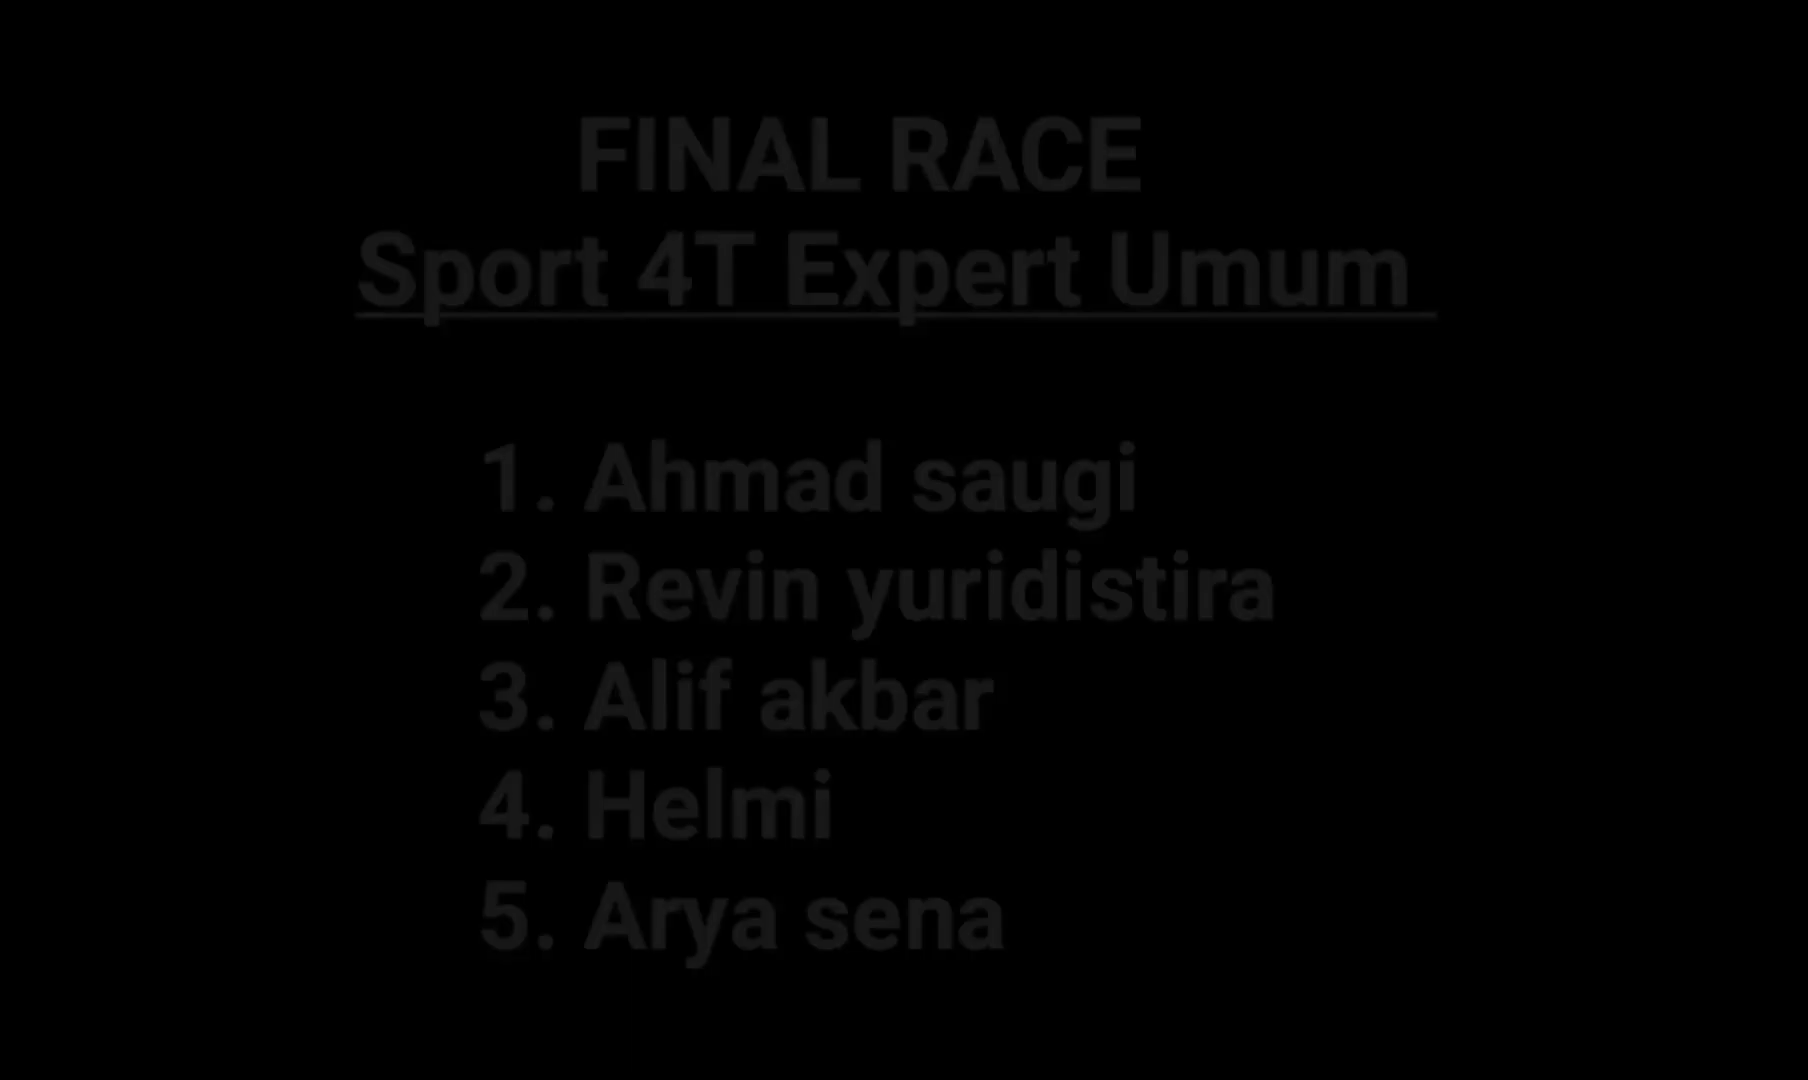 FINAL RACE
Sport 4T Expert Umum
1. Ahmad saugi
2. Revin yuridistira
3. Alif akbar
4. Helmi
5. Arya sena